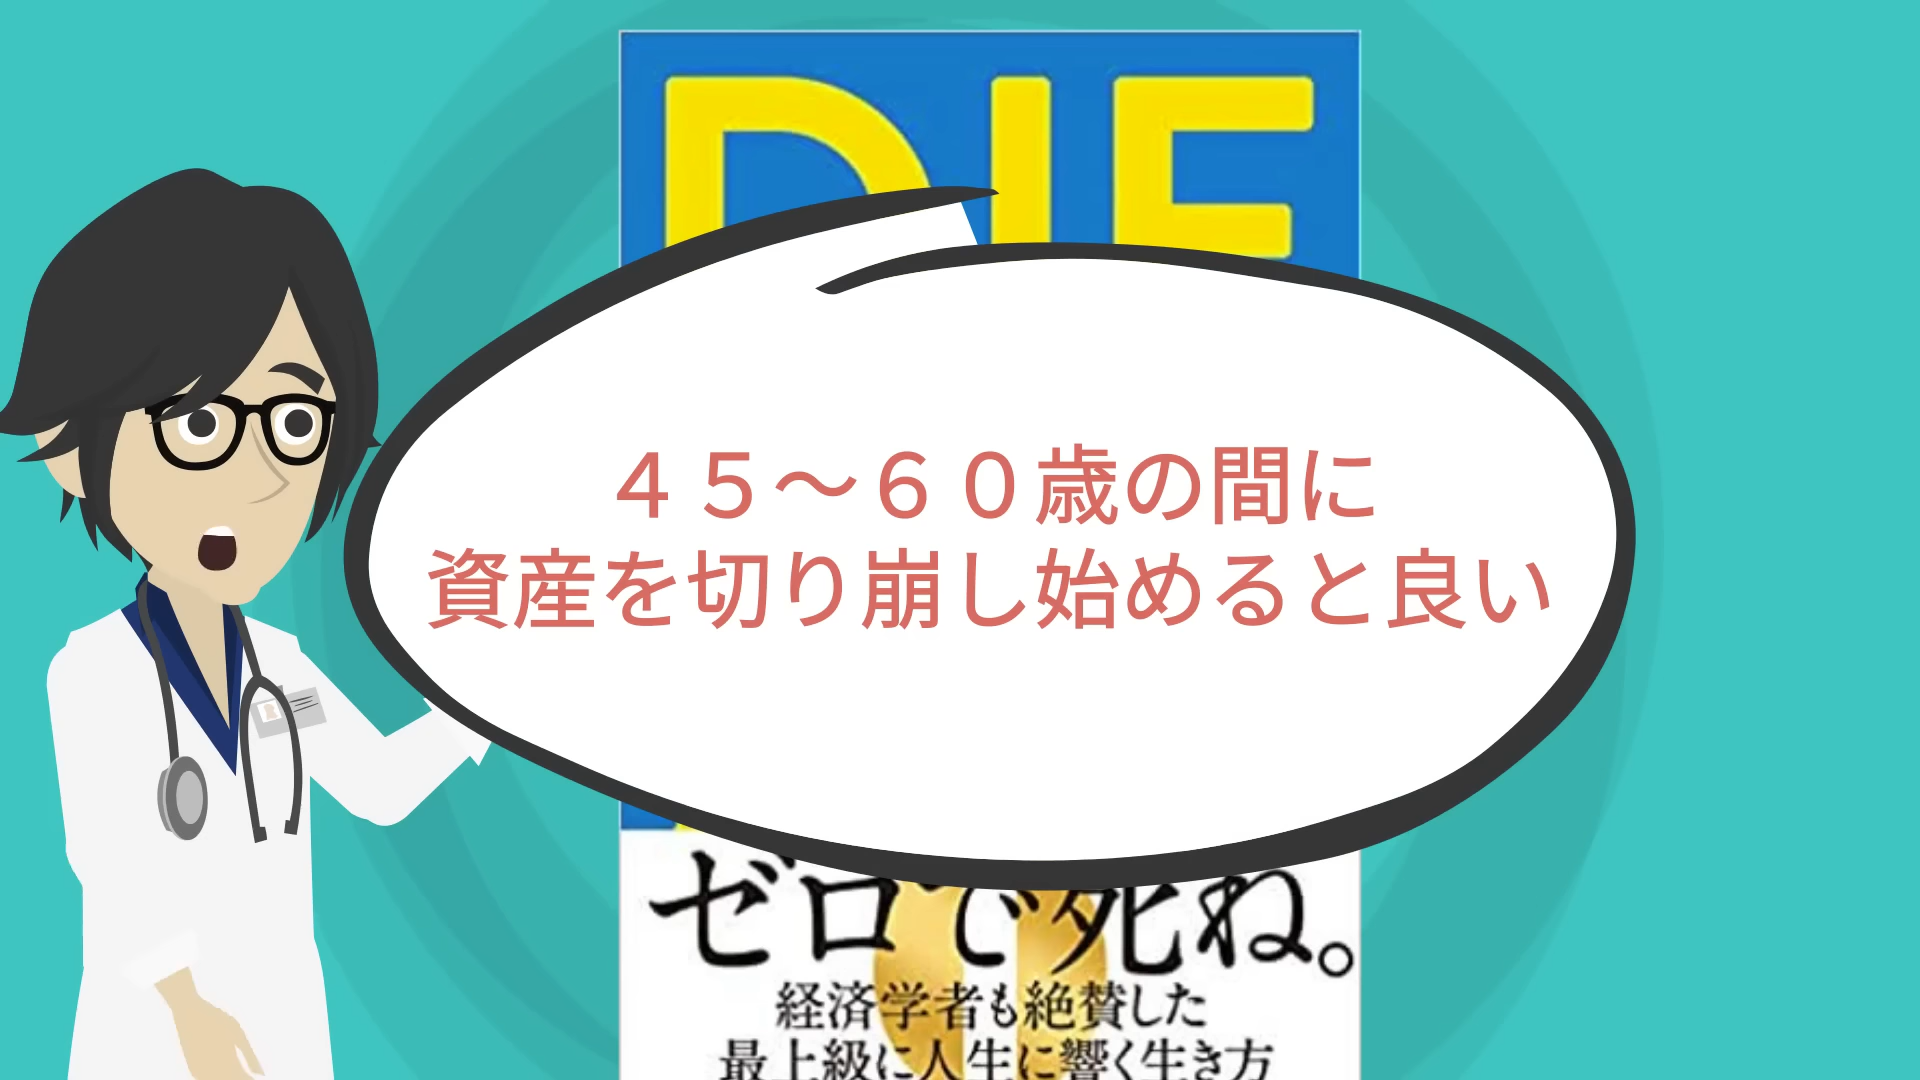 DIE
４５～６０歳の間に
資産を切り崩し始めると良い
ゼロで死ね。
経済学者も絶賛した
最上級に人生に響く生き方